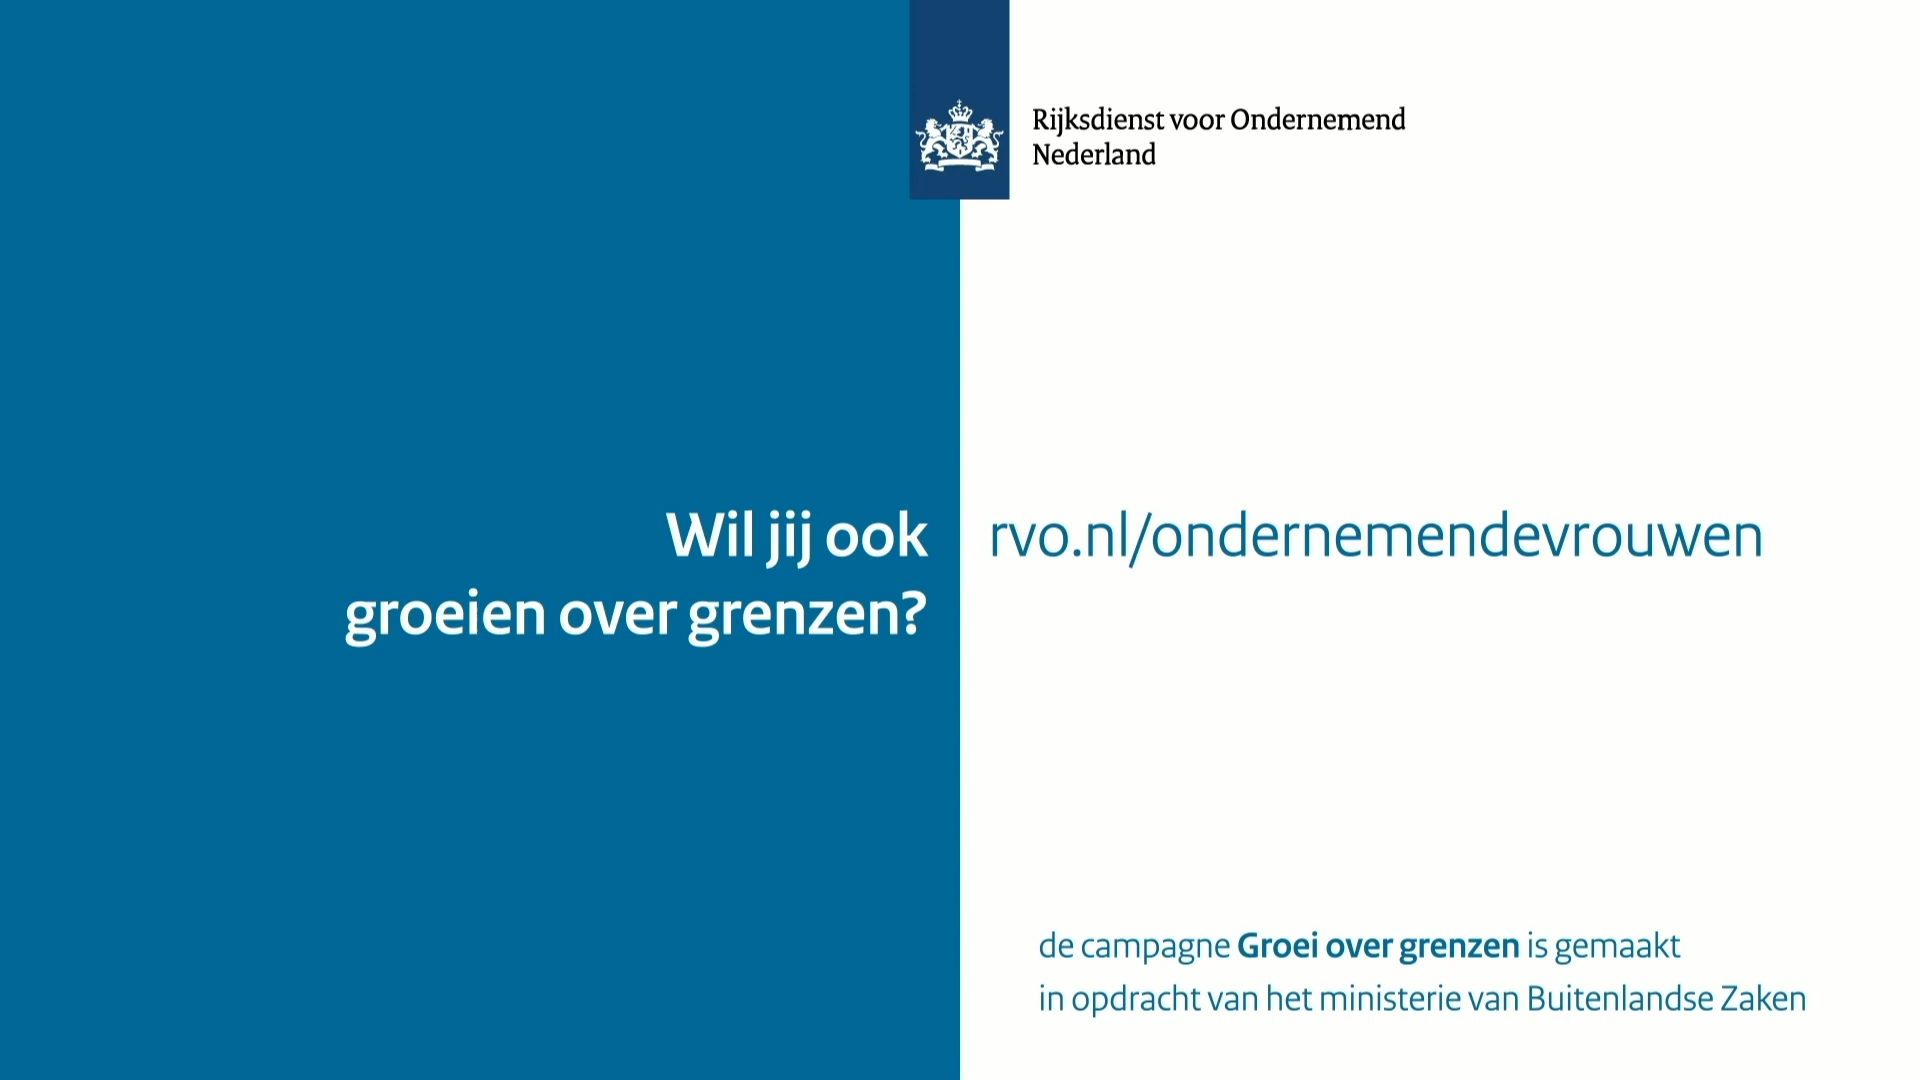 Rijksdienst voor Ondernemend
Nederland
Wil jij ook
groeien over grenzen?
rvo.nl/ondernemendevrouwen
de campagne Groei over grenzen is gemaakt
in opdracht van het ministerie van Buitenlandse Zaken